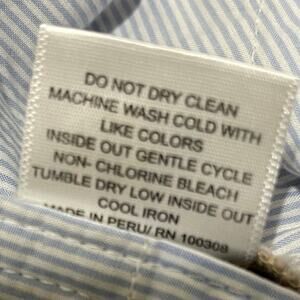 DO NOT DRY CLEAN
MACHINE WASH COLD WITH
LIKE COLORS
INSIDE OUT GENTLE CYCLE
NON- CHLORINE BLEACH
TUMBLE DRY LOW INSIDE OUT
COOL IRON
MADE IN PERU/ RN 100308